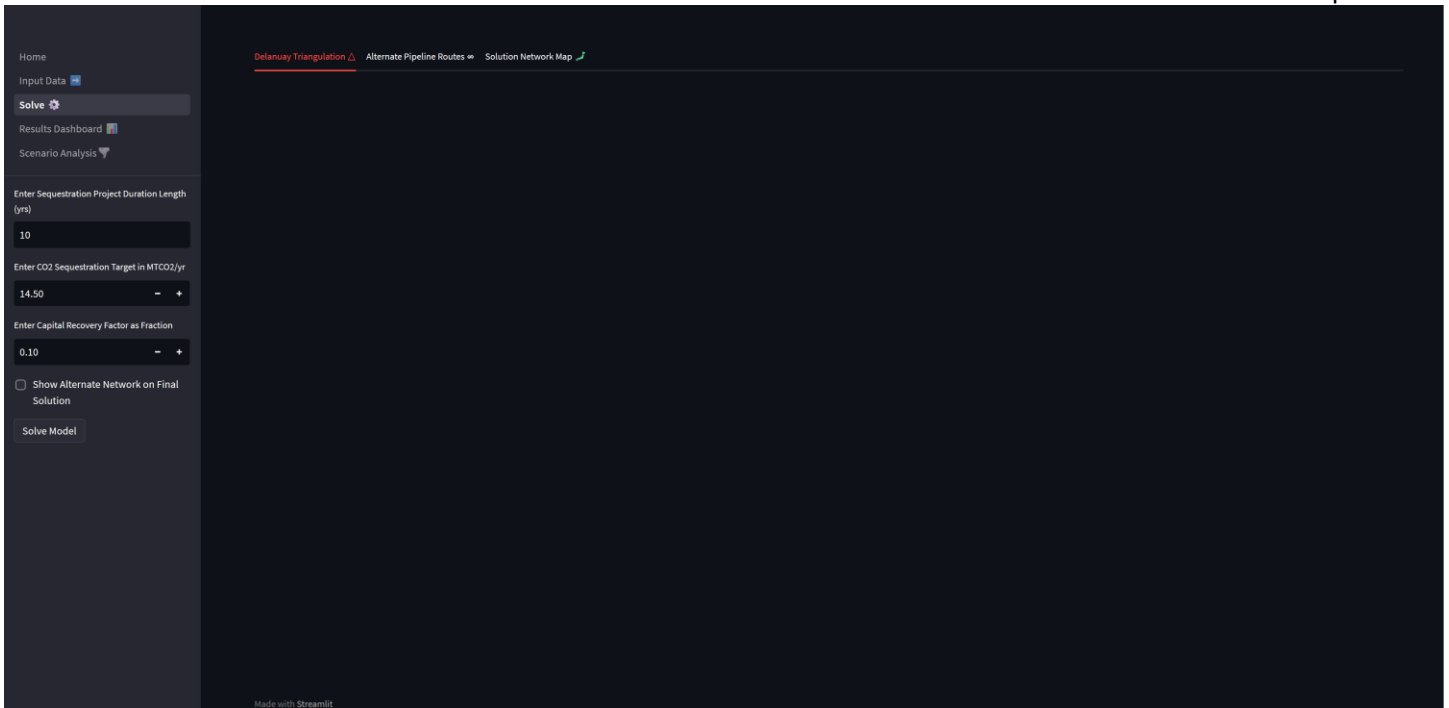 Home
Input Data ➡️
Solve ⚙️
Results Dashboard 📊
Scenario Analysis
Enter Sequestration Project Duration Length
(yrs)
10
Enter CO2 Sequestration Target in MTCO2/yr
14.50 - +
Enter Capital Recovery Factor as Fraction
0.10 - +
Show Alternate Network on Final
Solution
Solve Model
Delanuay Triangulation △ Alternate Pipeline Routes ∞ Solution Network Map
Made with Streamlit